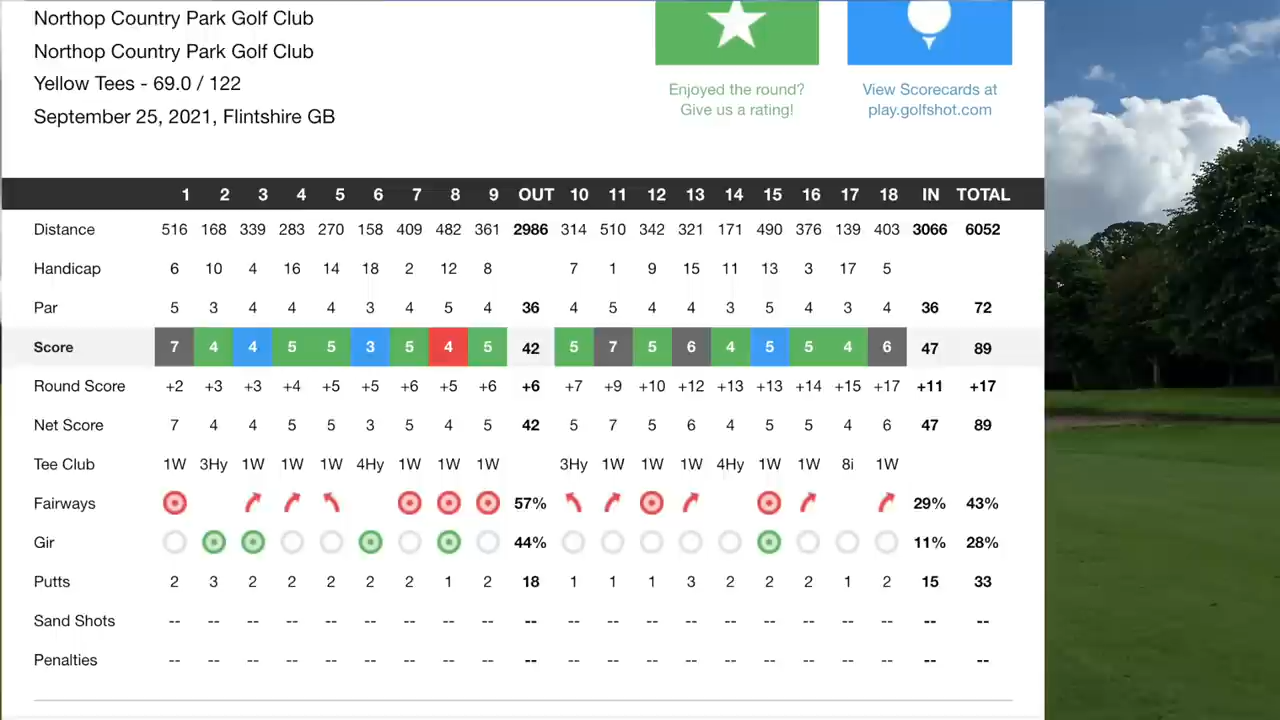 Northop Country Park Golf Club
Northop Country Park Golf Club
Yellow Tees - 69.0 / 122
September 25, 2021, Flintshire GB
Enjoyed the round?
Give us a rating!
View Scorecards at
play.golfshot.com
1 2 3 4 5 6 7 8 9 OUT 10 11 12 13 14 15 16 17 18 IN TOTAL
Distance 516 168 339 283 270 158 409 482 361 2986 314 510 342 321 171 490 376 139 403 3066 6052
Handicap 6 10 4 16 14 18 2 12 8 7 1 9 15 11 13 3 17 5
Par 5 3 4 4 4 3 4 5 4 36 4 5 4 4 3 5 4 3 4 36 72
Score 7 4 4 5 5 3 5 4 5 42 5 7 5 6 4 5 5 4 6 47 89
Round Score +2 +3 +3 +4 +5 +5 +6 +5 +6 +6 +7 +9 +10 +12 +13 +13 +14 +15 +17 +11 +17
Net Score 7 4 4 5 5 3 5 4 5 42 5 7 5 6 4 5 5 4 6 47 89
Tee Club 1W 3Hy 1W 1W 1W 4Hy 1W 1W 1W 3Hy 1W 1W 1W 4Hy 1W 1W 8i 1W
Fairways 57% 29% 43%
Gir 44% 11% 28%
Putts 2 3 2 2 2 2 2 1 2 18 1 1 1 3 2 2 2 1 2 15 33
Sand Shots -- -- -- -- -- -- -- -- -- -- -- -- -- -- -- -- -- -- -- -- --
Penalties -- -- -- -- -- -- -- -- -- -- -- -- -- -- -- -- -- -- -- -- --